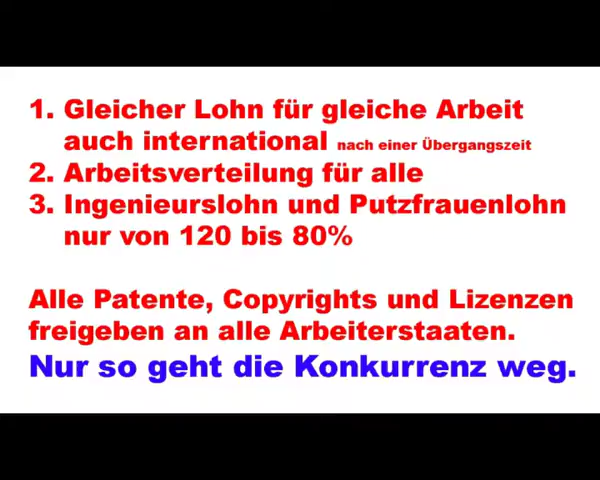 1. Gleicher Lohn für gleiche Arbeit
auch international nach einer Übergangszeit
2. Arbeitsverteilung für alle
3. Ingenieurslohn und Putzfrauenlohn
nur von 120 bis 80%
Alle Patente, Copyrights und Lizenzen
freigeben an alle Arbeiterstaaten.
Nur so geht die Konkurrenz weg.